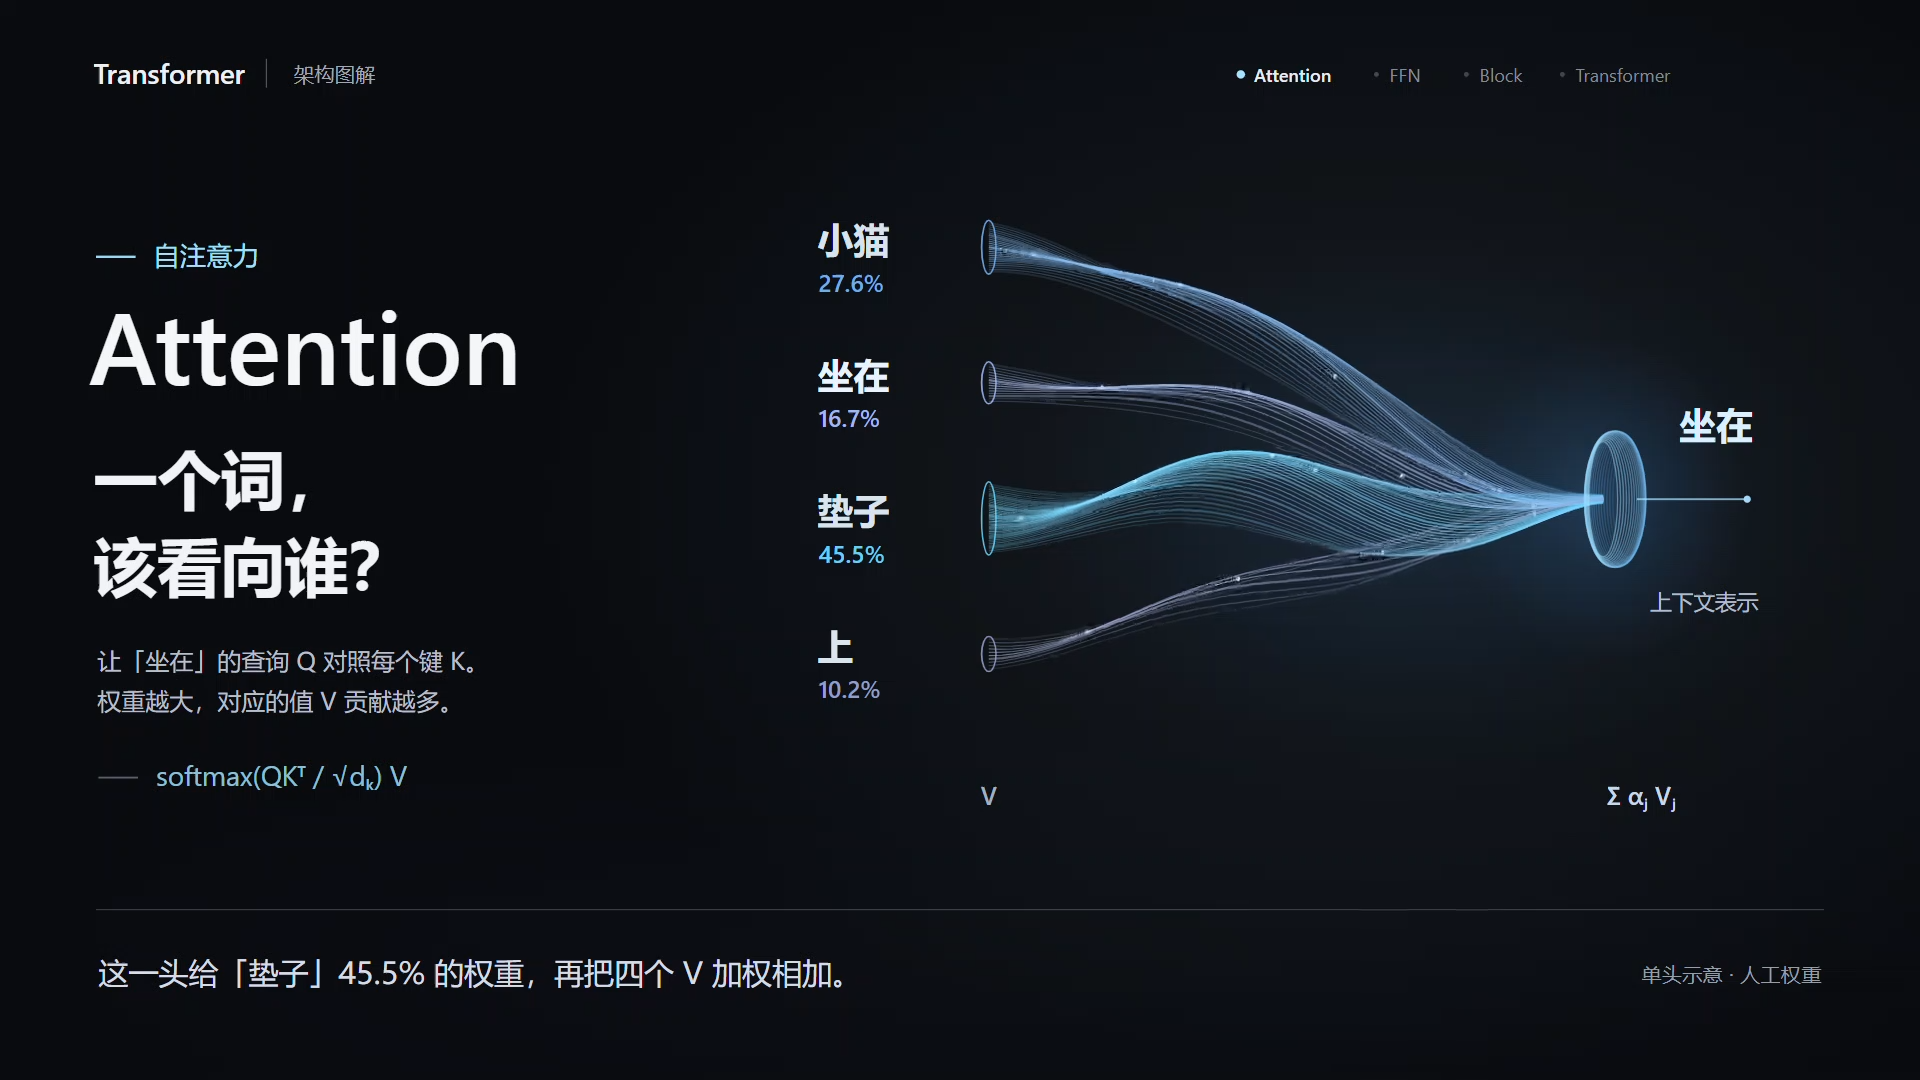 Transformer
架构图解
Attention
FFN
Block
Transformer
自注意力
Attention
一个词，
该看向谁？
让「坐在」的查询 Q 对照每个键 K。
权重越大，对应的值 V 贡献越多。
softmax(QKᵀ / √dₖ) V
小猫
27.6%
坐在
16.7%
垫子
45.5%
上
10.2%
V
坐在
上下文表示
Σ αⱼ Vⱼ
这一头给「垫子」45.5% 的权重，再把四个 V 加权相加。
单头示意 · 人工权重